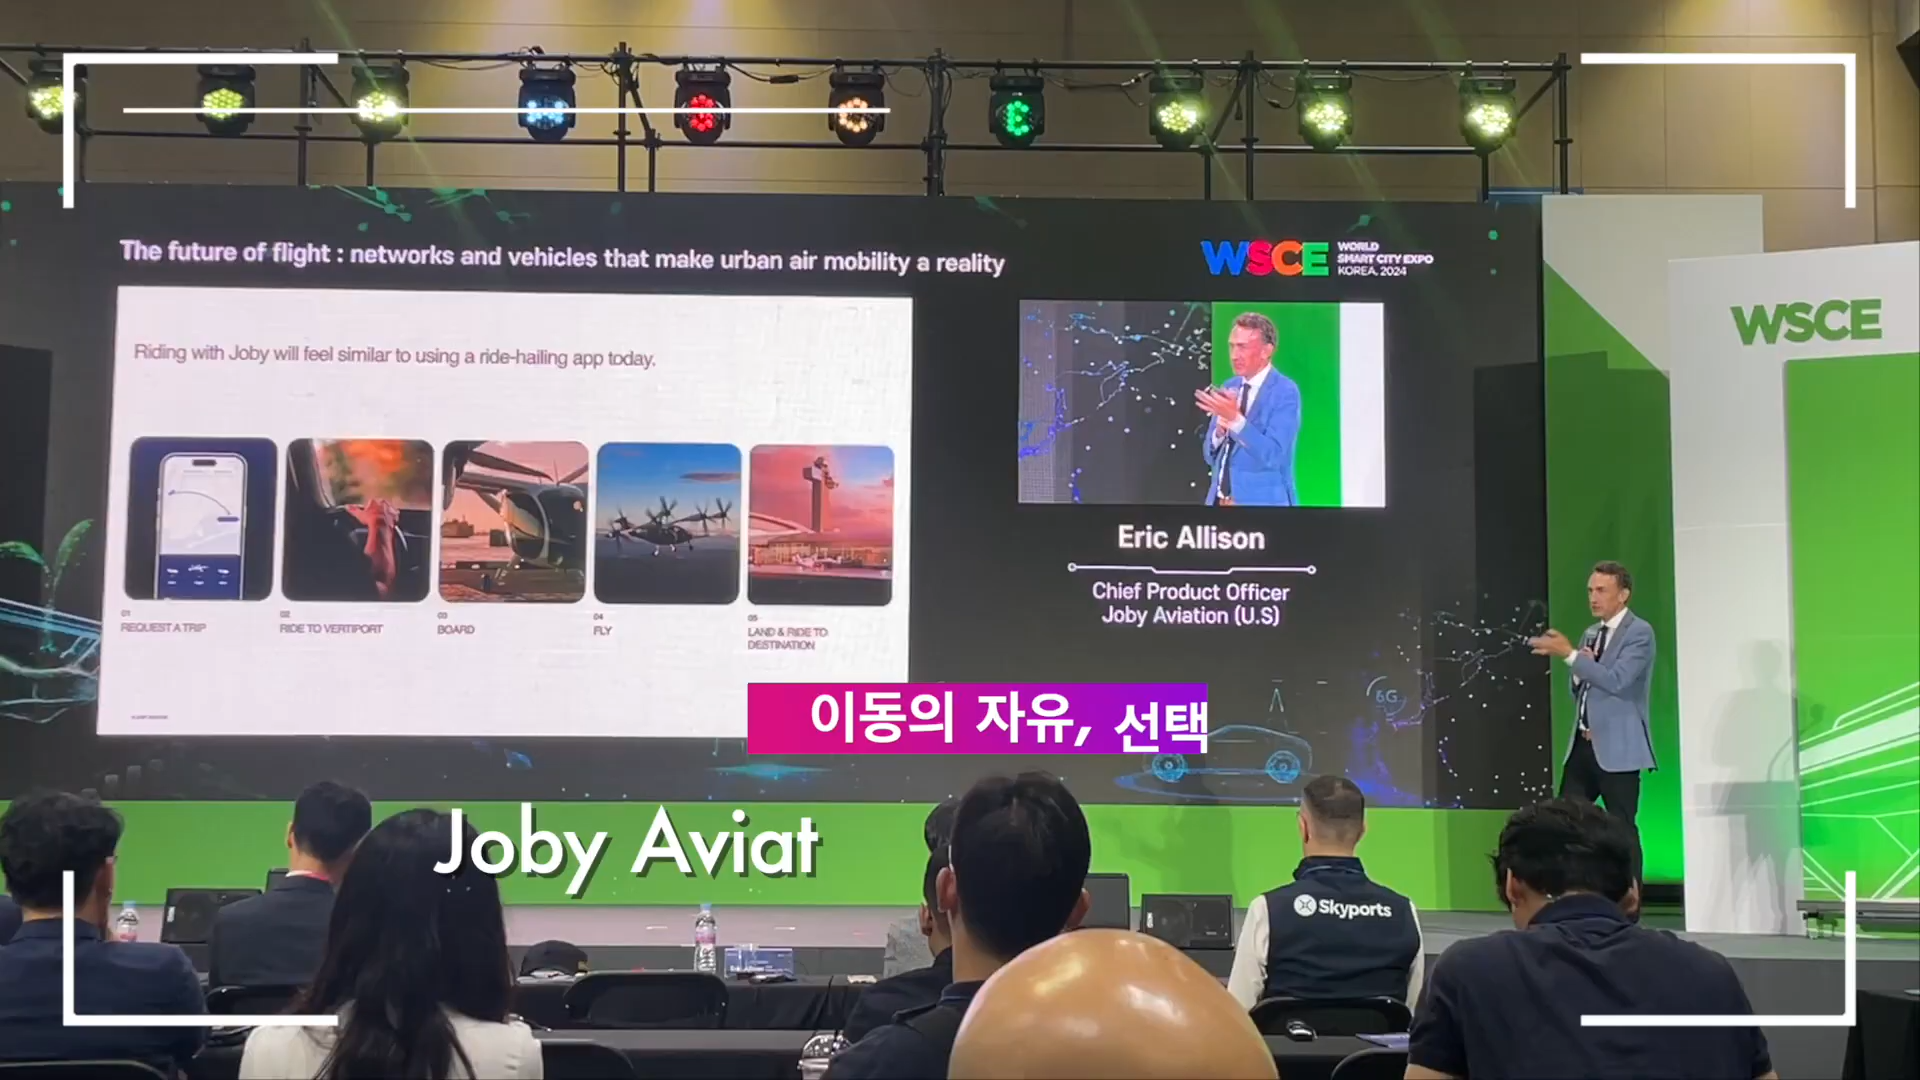 The future of flight : networks and vehicles that make urban air mobility a reality
WSCE
WORLD
SMART CITY EXPO
KOREA, 2024
WSCE
Riding with Joby will feel similar to using a ride-hailing app today.
01
REQUEST A TRIP
02
RIDE TO VERTIPORT
03
BOARD
04
FLY
05
LAND & RIDE TO
DESTINATION
Eric Allison
Chief Product Officer
Joby Aviation (U.S)
6G
이동의 자유, 선택
Joby Aviat
Skyports